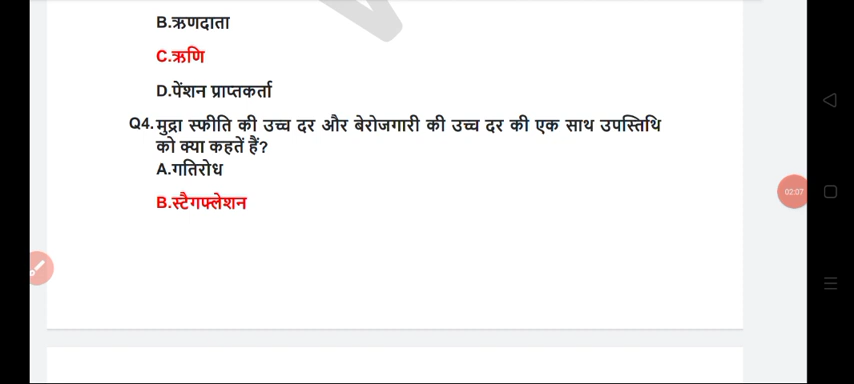 B.ऋणदाता
C.ऋणि
D.पेंशन प्राप्तकर्ता
Q4. मुद्रा स्फीति की उच्च दर और बेरोजगारी की उच्च दर की एक साथ उपस्तिथि
को क्या कहतें हैं?
A.गतिरोध
B.स्टैगफ्लेशन
02:07